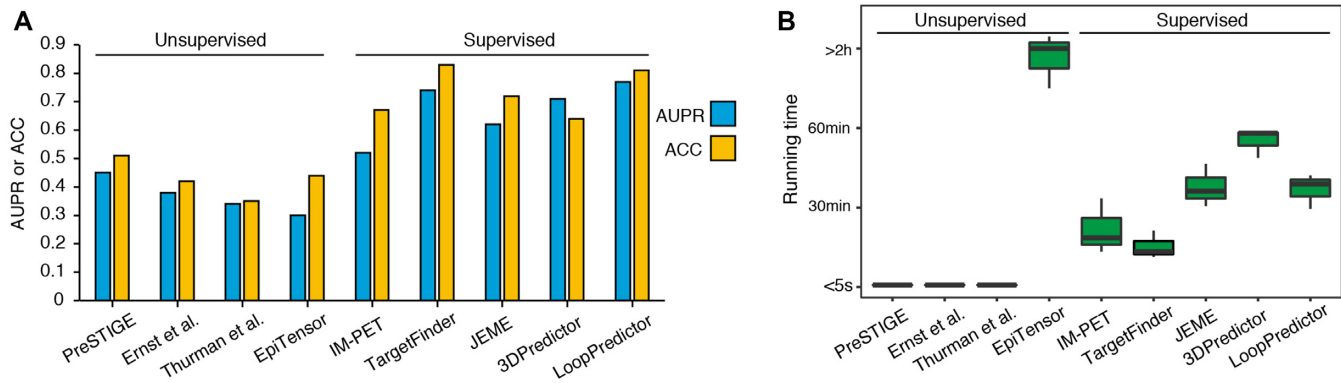 A
Unsupervised
Supervised
AUPR or ACC
0.9
0.8
0.7
0.6
0.5
0.4
0.3
0.2
0.1
0
AUPR
ACC
PreSTIGE
Ernst et al.
Thurman et al.
EpiTensor
IM-PET
TargetFinder
JEME
3DPredictor
LoopPredictor
B
Unsupervised
Supervised
Running time
>2h
60min
30min
<5s
PreSTIGE
Ernst et al.
Thurman et al.
EpiTensor
IM-PET
TargetFinder
JEME
3DPredictor
LoopPredictor